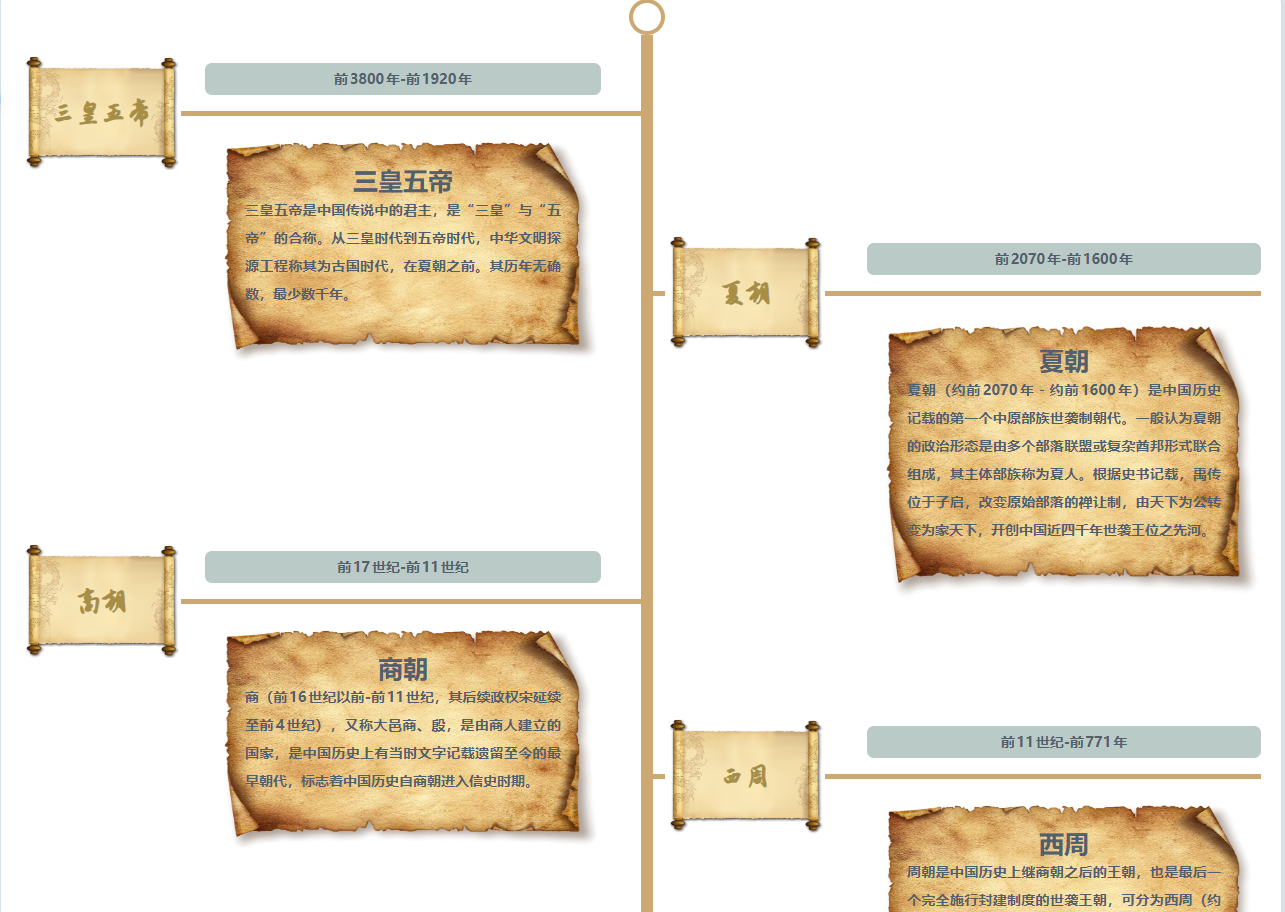 三皇五帝
前3800年-前1920年
三皇五帝
三皇五帝是中国传说中的君主，是“三皇”与“五
帝”的合称。从三皇时代到五帝时代，中华文明探
源工程称其为古国时代，在夏朝之前。其历年无确
数，最少数千年。
夏朝
前2070年-前1600年
夏朝
夏朝（约前2070年 - 约前1600年）是中国历史
记载的第一个中原部族世袭制朝代。一般认为夏朝
的政治形态是由多个部落联盟或复杂酋邦形式联合
组成，其主体部族称为夏人。根据史书记载，禹传
位于子启，改变原始部落的禅让制，由天下为公转
变为家天下，开创中国近四千年世袭王位之先河。
商朝
前17世纪-前11世纪
商朝
商（前16世纪以前-前11世纪，其后续政权宋延续
至前4世纪），又称大邑商、殷，是由商人建立的
国家，是中国历史上有当时文字记载遗留至今的最
早朝代，标志着中国历史自商朝进入信史时期。
西周
前11世纪-前771年
西周
周朝是中国历史上继商朝之后的王朝，也是最后一
个完全施行封建制度的世袭王朝，可分为西周（约